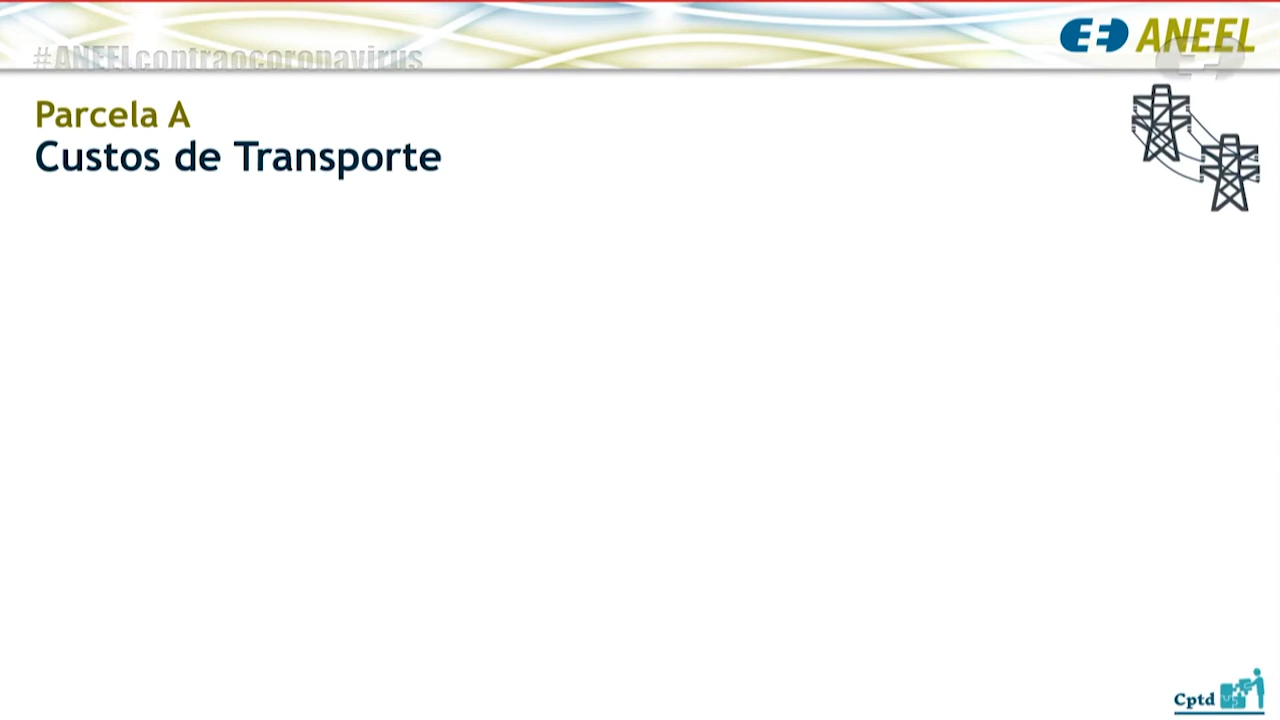 #ANEELcontraocoronavirus
ANEEL
Parcela A
Custos de Transporte
Cptd